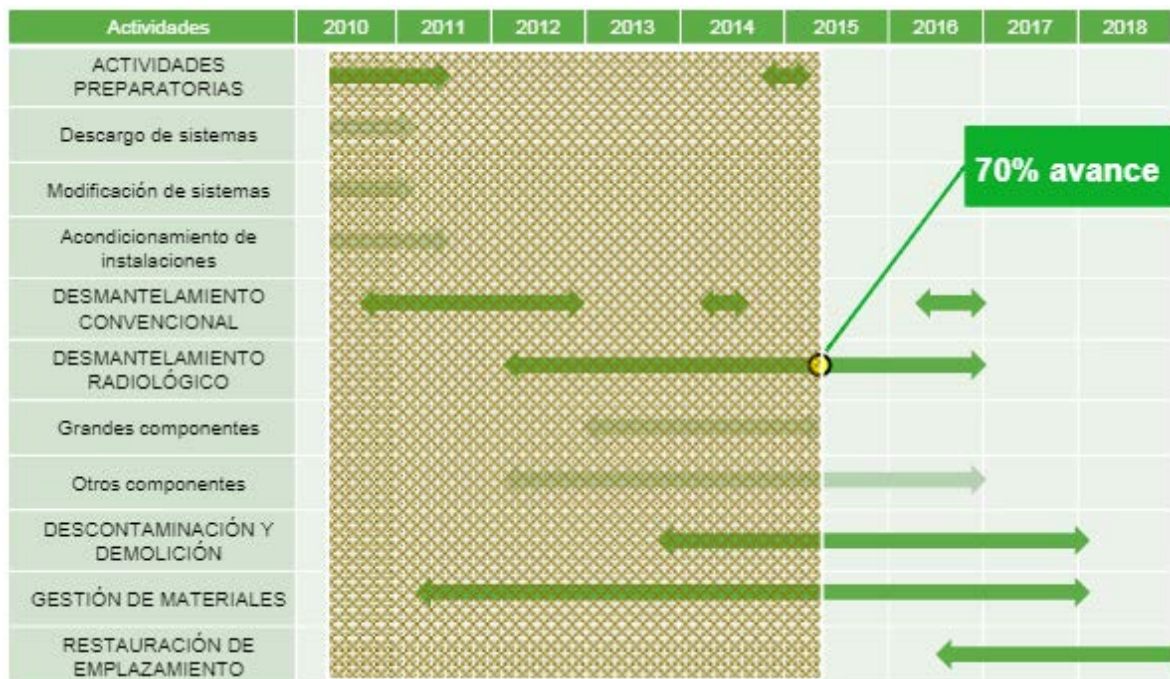 Actividades 2010 2011 2012 2013 2014 2015 2016 2017 2018
ACTIVIDADES
PREPARATORIAS
Descargo de sistemas
70% avance
Modificación de sistemas
Acondicionamiento de
instalaciones
DESMANTELAMIENTO
CONVENCIONAL
DESMANTELAMIENTO
RADIOLÓGICO
Grandes componentes
Otros componentes
DESCONTAMINACIÓN Y
DEMOLICIÓN
GESTIÓN DE MATERIALES
RESTAURACIÓN DE
EMPLAZAMIENTO